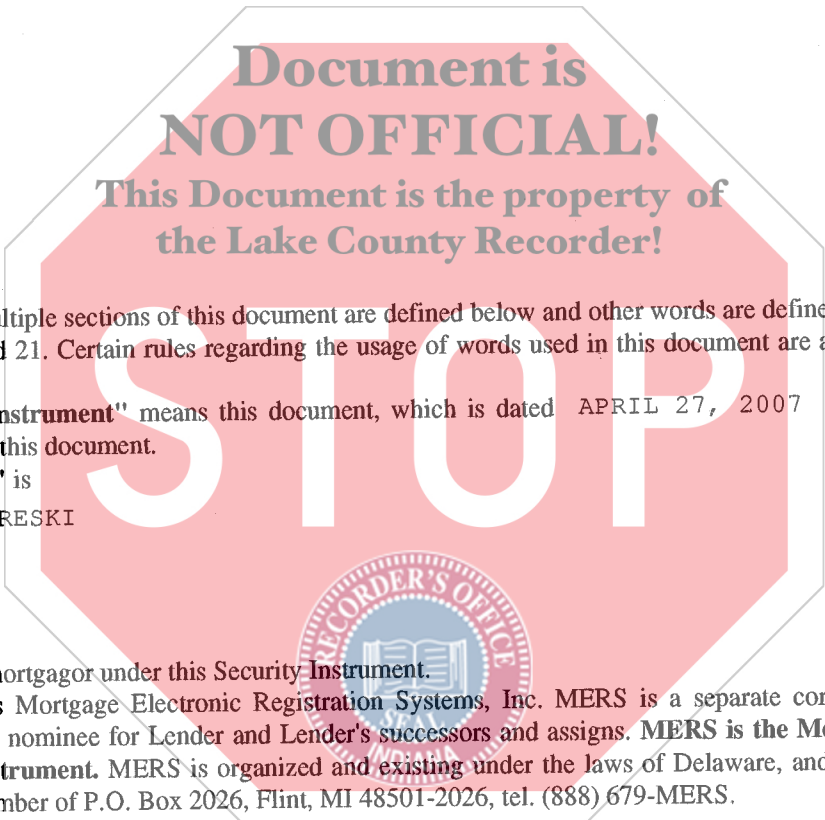 Document is
NOT OFFICIAL!
This Document is the property of
the Lake County Recorder!
STOP
ltiple sections of this document are defined below and other words are define
d 21. Certain rules regarding the usage of words used in this document are a
nstrument" means this document, which is dated APRIL 27, 2007
this document.
" is
RESKI
RECORDER'S OFFICE
SEAL
INDIANA
ortgagor under this Security Instrument.
s Mortgage Electronic Registration Systems, Inc. MERS is a separate cor
nominee for Lender and Lender's successors and assigns. MERS is the Mo
trument. MERS is organized and existing under the laws of Delaware, and
mber of P.O. Box 2026, Flint, MI 48501-2026, tel. (888) 679-MERS.